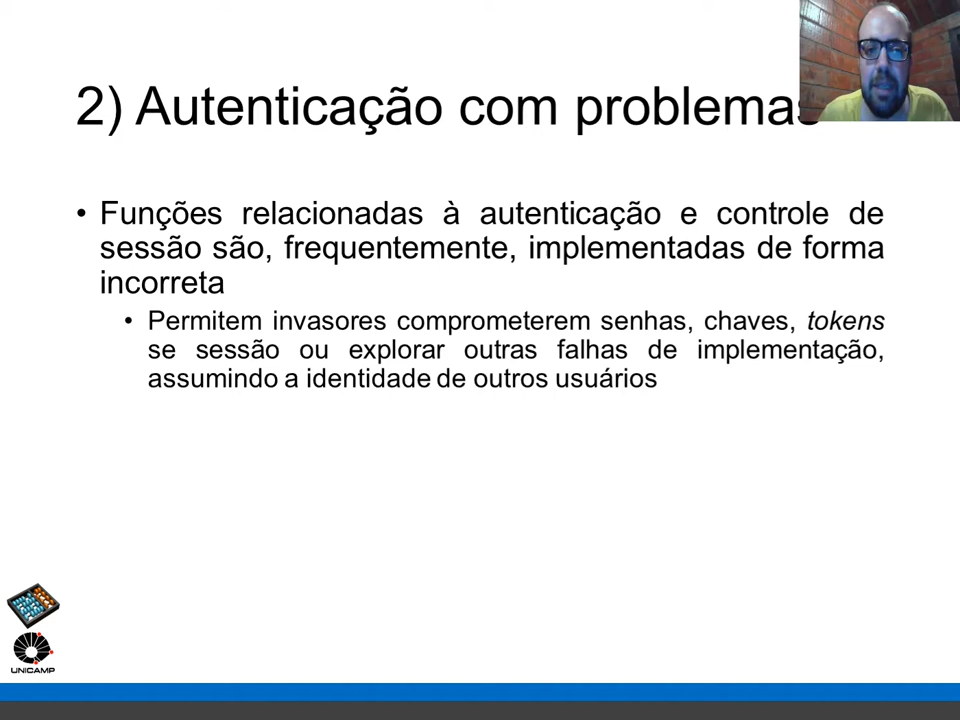 2) Autenticação com problemas
• Funções relacionadas à autenticação e controle de
sessão são, frequentemente, implementadas de forma
incorreta
• Permitem invasores comprometerem senhas, chaves, tokens
se sessão ou explorar outras falhas de implementação,
assumindo a identidade de outros usuários
UNICAMP